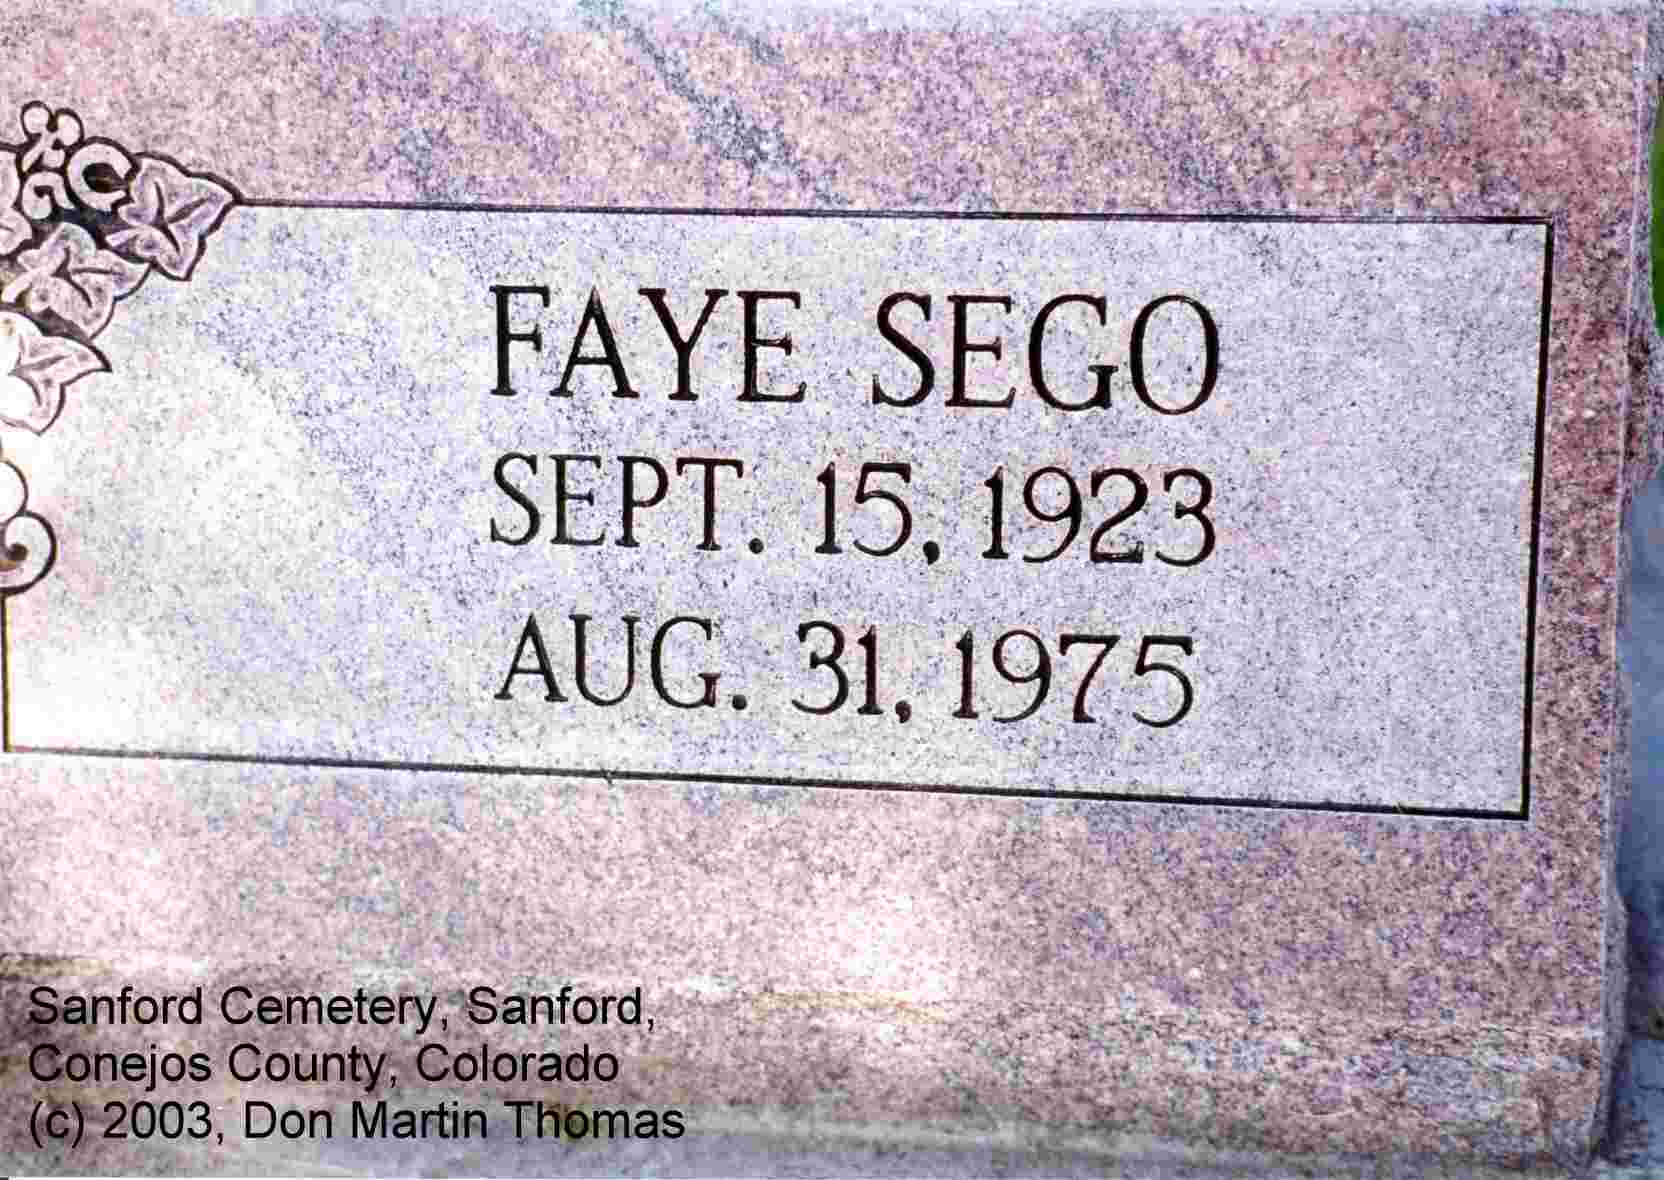 FAYE SEGO
SEPT. 15, 1923
AUG. 31, 1975
Sanford Cemetery, Sanford,
Conejos County, Colorado
(c) 2003, Don Martin Thomas